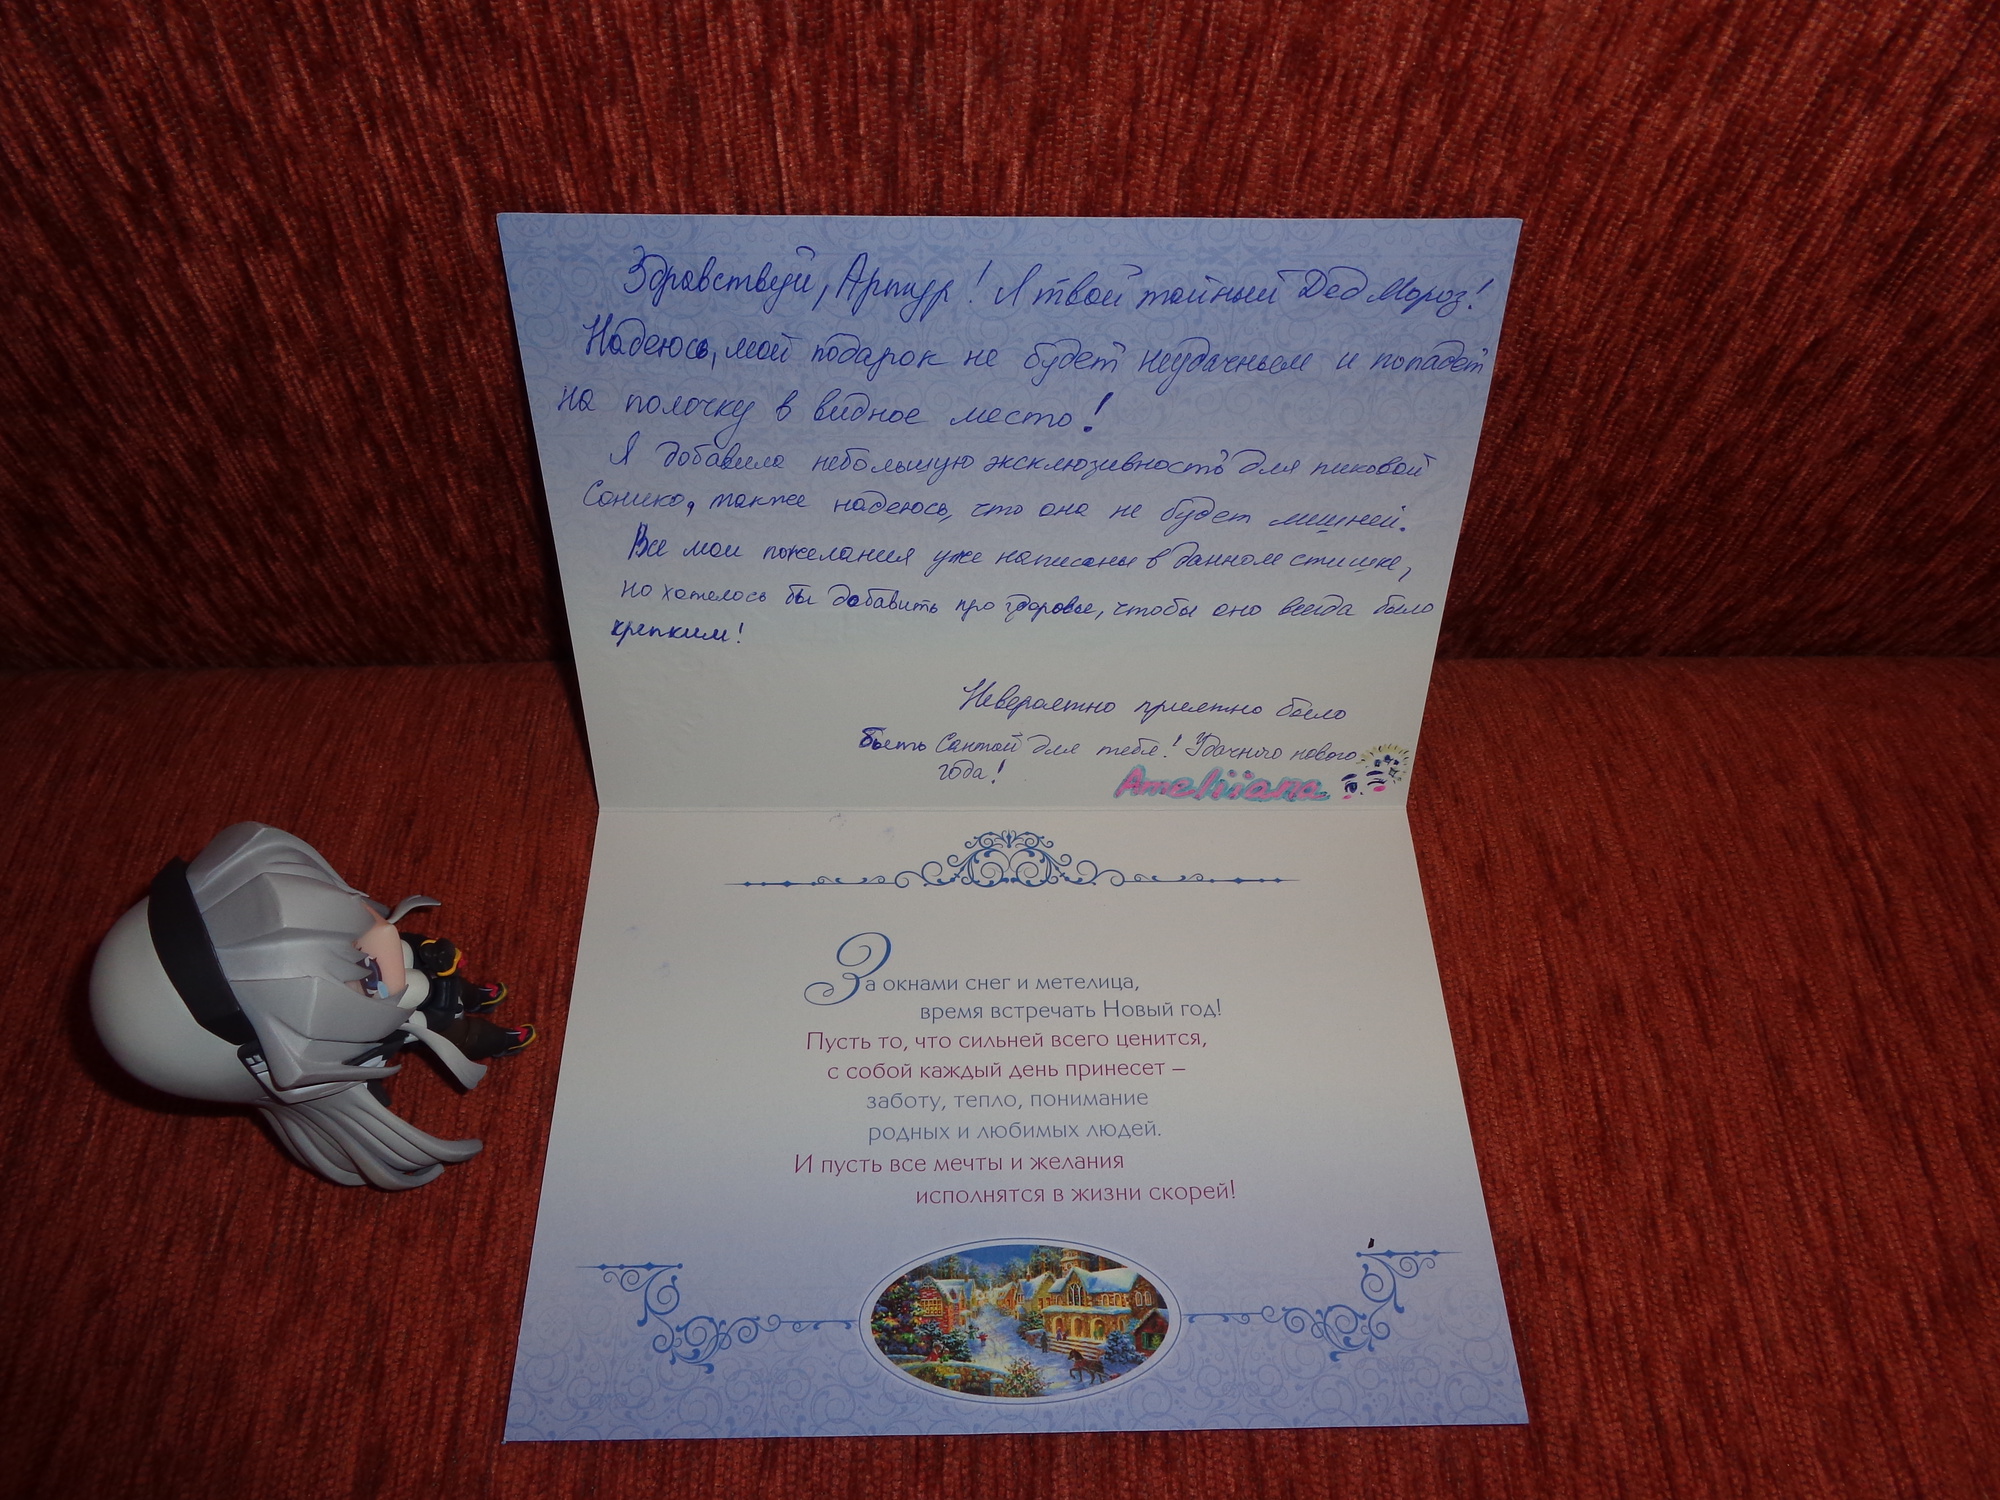 Здравствуй, Артур! Я твой тайный Дед Мороз!
Надеюсь, мой подарок не будет неудачным и попадёт
на полочку в видное место!
Я добавила небольшую эксклюзивность для пиковой
Сонико, также надеюсь, что она не будет лишней.
Все мои пожелания уже написаны в данном стишке,
но хотелось бы добавить про здоровье, чтобы оно всегда было
крепким!
Невероятно приятно было
быть Сантой для тебя! Удачного нового
года!
Ameliiana
За окнами снег и метелица,
время встречать Новый год!
Пусть то, что сильней всего ценится,
с собой каждый день принесет –
заботу, тепло, понимание
родных и любимых людей.
И пусть все мечты и желания
исполнятся в жизни скорей!